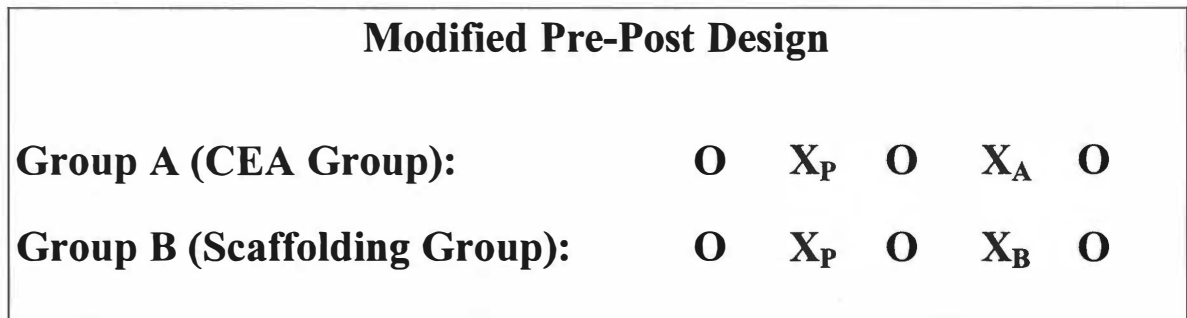 Modified Pre-Post Design
Group A (CEA Group): O X_P O X_A O
Group B (Scaffolding Group): O X_P O X_B O